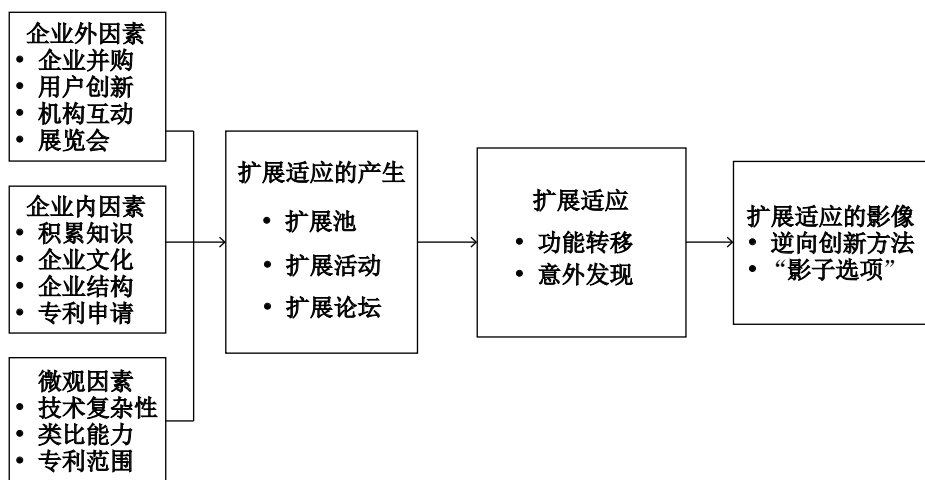 企业外因素
• 企业并购
• 用户创新
• 机构互动
• 展览会
企业内因素
• 积累知识
• 企业文化
• 企业结构
• 专利申请
微观因素
• 技术复杂性
• 类比能力
• 专利范围
扩展适应的产生
• 扩展池
• 扩展活动
• 扩展论坛
扩展适应
• 功能转移
• 意外发现
扩展适应的影像
• 逆向创新方法
• “影子选项”